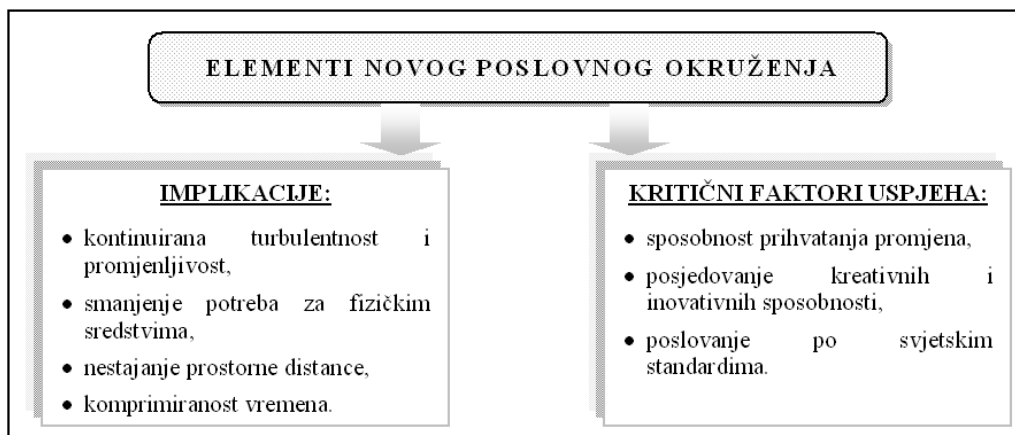 ELEMENTI NOVOG POSLOVNOG OKRUŽENJA
IMPLIKACIJE:
• kontinuirana turbulentnost i
promjenljivost,
• smanjenje potreba za fizičkim
sredstvima,
• nestajanje prostorne distance,
• komprimiranost vremena.
KRITIČNI FAKTORI USPJEHA:
• sposobnost prihvatanja promjena,
• posjedovanje kreativnih i
inovativnih sposobnosti,
• poslovanje po svjetskim
standardima.